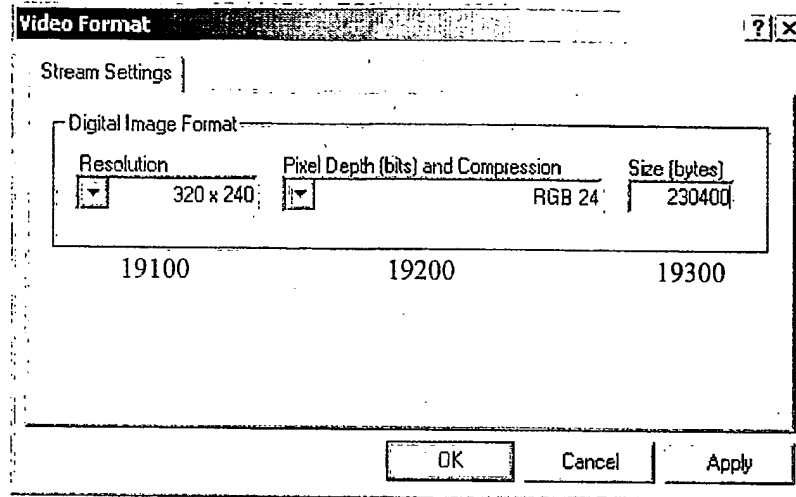 Video Format
Stream Settings
Digital Image Format
Resolution Pixel Depth (bits) and Compression Size (bytes)
320 x 240 RGB 24 230400
19100 19200 19300
OK Cancel Apply